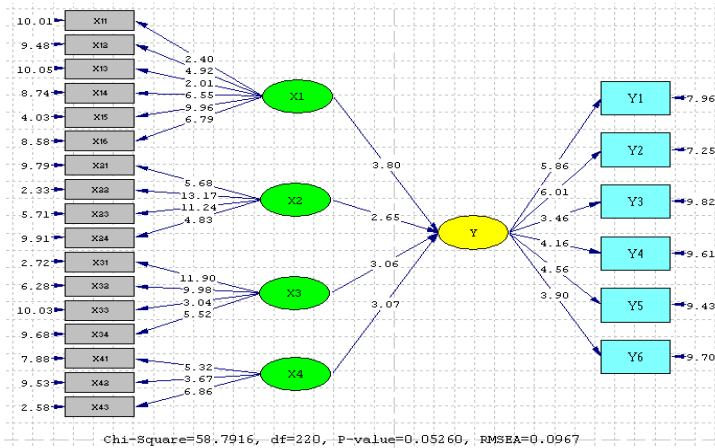 10.01 X11
9.48 X12
10.05 X13
8.74 X14
4.03 X15
8.58 X16
9.79 X21
2.33 X22
5.71 X23
9.91 X24
2.72 X31
6.28 X32
10.03 X33
9.68 X34
7.88 X41
9.53 X42
2.58 X43
2.40
4.92
2.01
6.55
9.96
6.79
5.68
13.17
11.24
4.83
11.90
9.98
3.04
5.52
5.32
3.67
6.86
X1
X2
X3
X4
3.80
2.65
3.06
3.07
Y
5.86
6.01
3.46
4.16
4.56
3.90
Y1 7.96
Y2 7.25
Y3 9.82
Y4 9.61
Y5 9.43
Y6 9.70
Chi-Square=58.7916, df=220, P-value=0.05260, RMSEA=0.0967